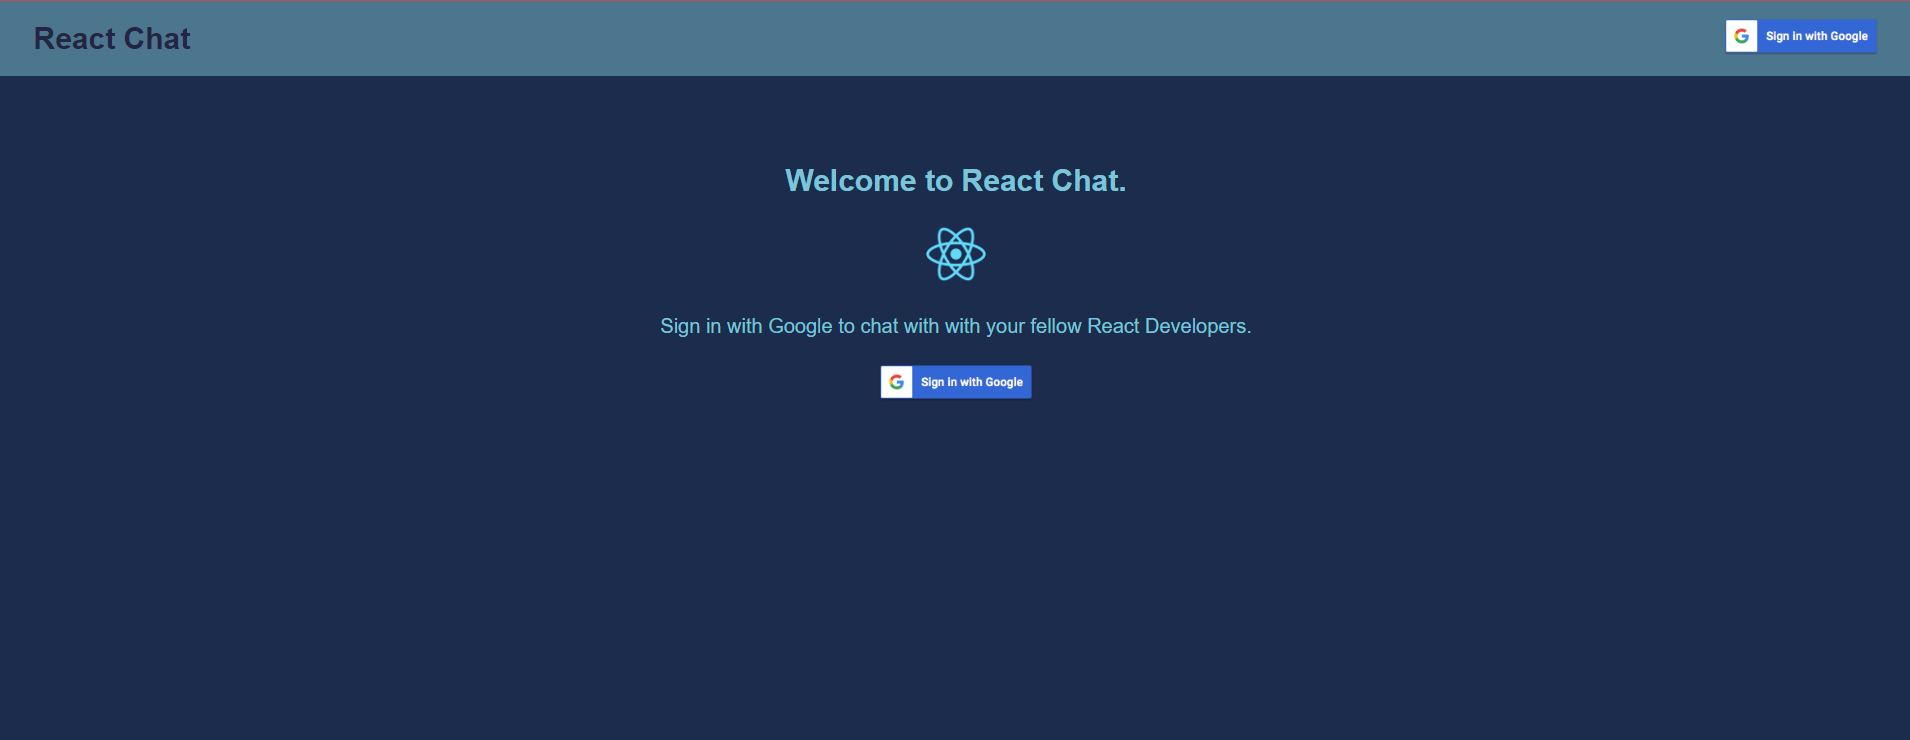 React Chat
Sign in with Google
Welcome to React Chat.
Sign in with Google to chat with with your fellow React Developers.
Sign in with Google